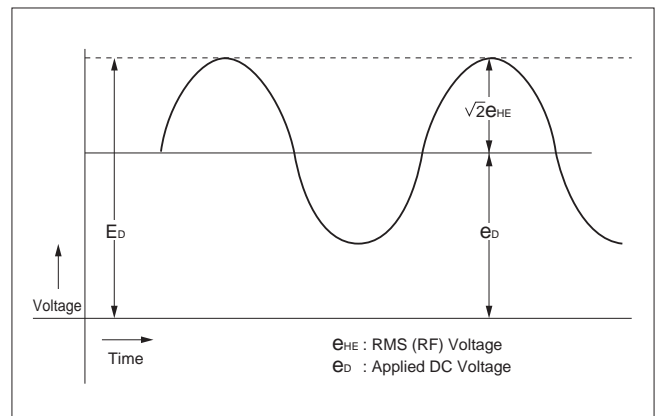 √2eHE
ED
eD
Voltage
Time
eHE : RMS (RF) Voltage
eD : Applied DC Voltage